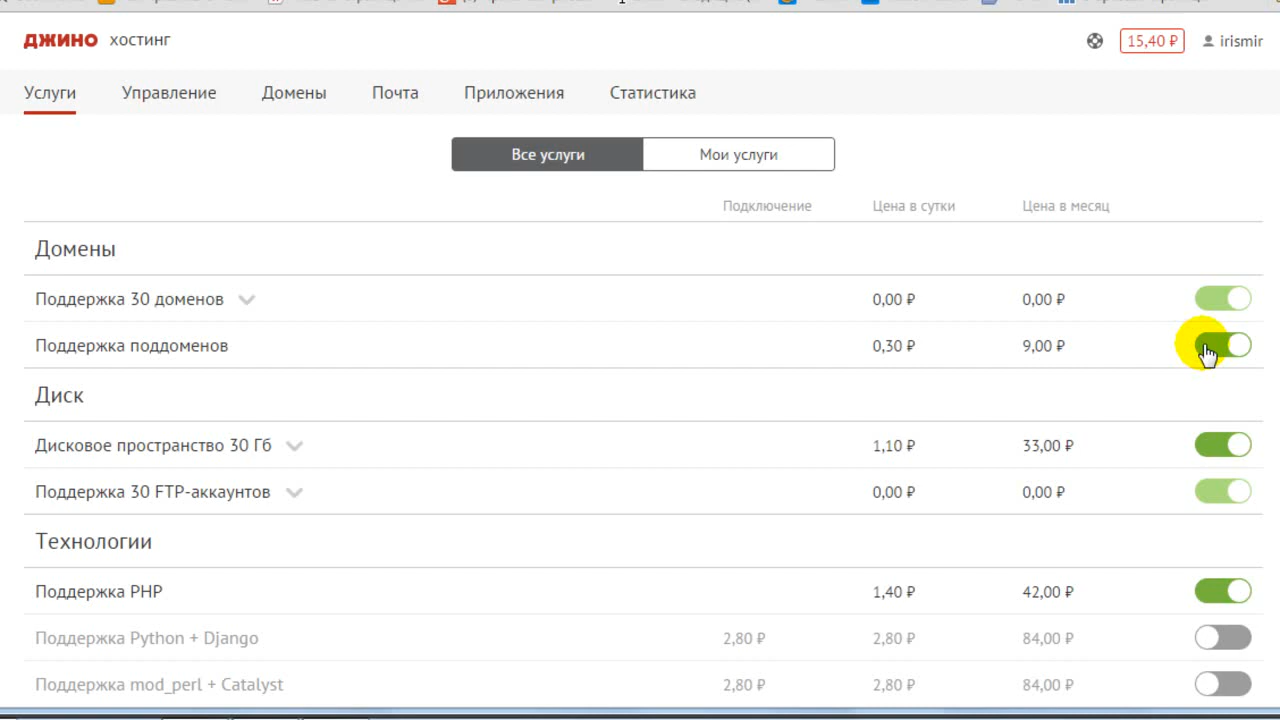 джино хостинг
15,40 ₽ irismir
Услуги Управление Домены Почта Приложения Статистика
Все услуги Мои услуги
Подключение Цена в сутки Цена в месяц
Домены
Поддержка 30 доменов 0,00 ₽ 0,00 ₽
Поддержка поддоменов 0,30 ₽ 9,00 ₽
Диск
Дисковое пространство 30 Гб 1,10 ₽ 33,00 ₽
Поддержка 30 FTP-аккаунтов 0,00 ₽ 0,00 ₽
Технологии
Поддержка PHP 1,40 ₽ 42,00 ₽
Поддержка Python + Django 2,80 ₽ 2,80 ₽ 84,00 ₽
Поддержка mod_perl + Catalyst 2,80 ₽ 2,80 ₽ 84,00 ₽